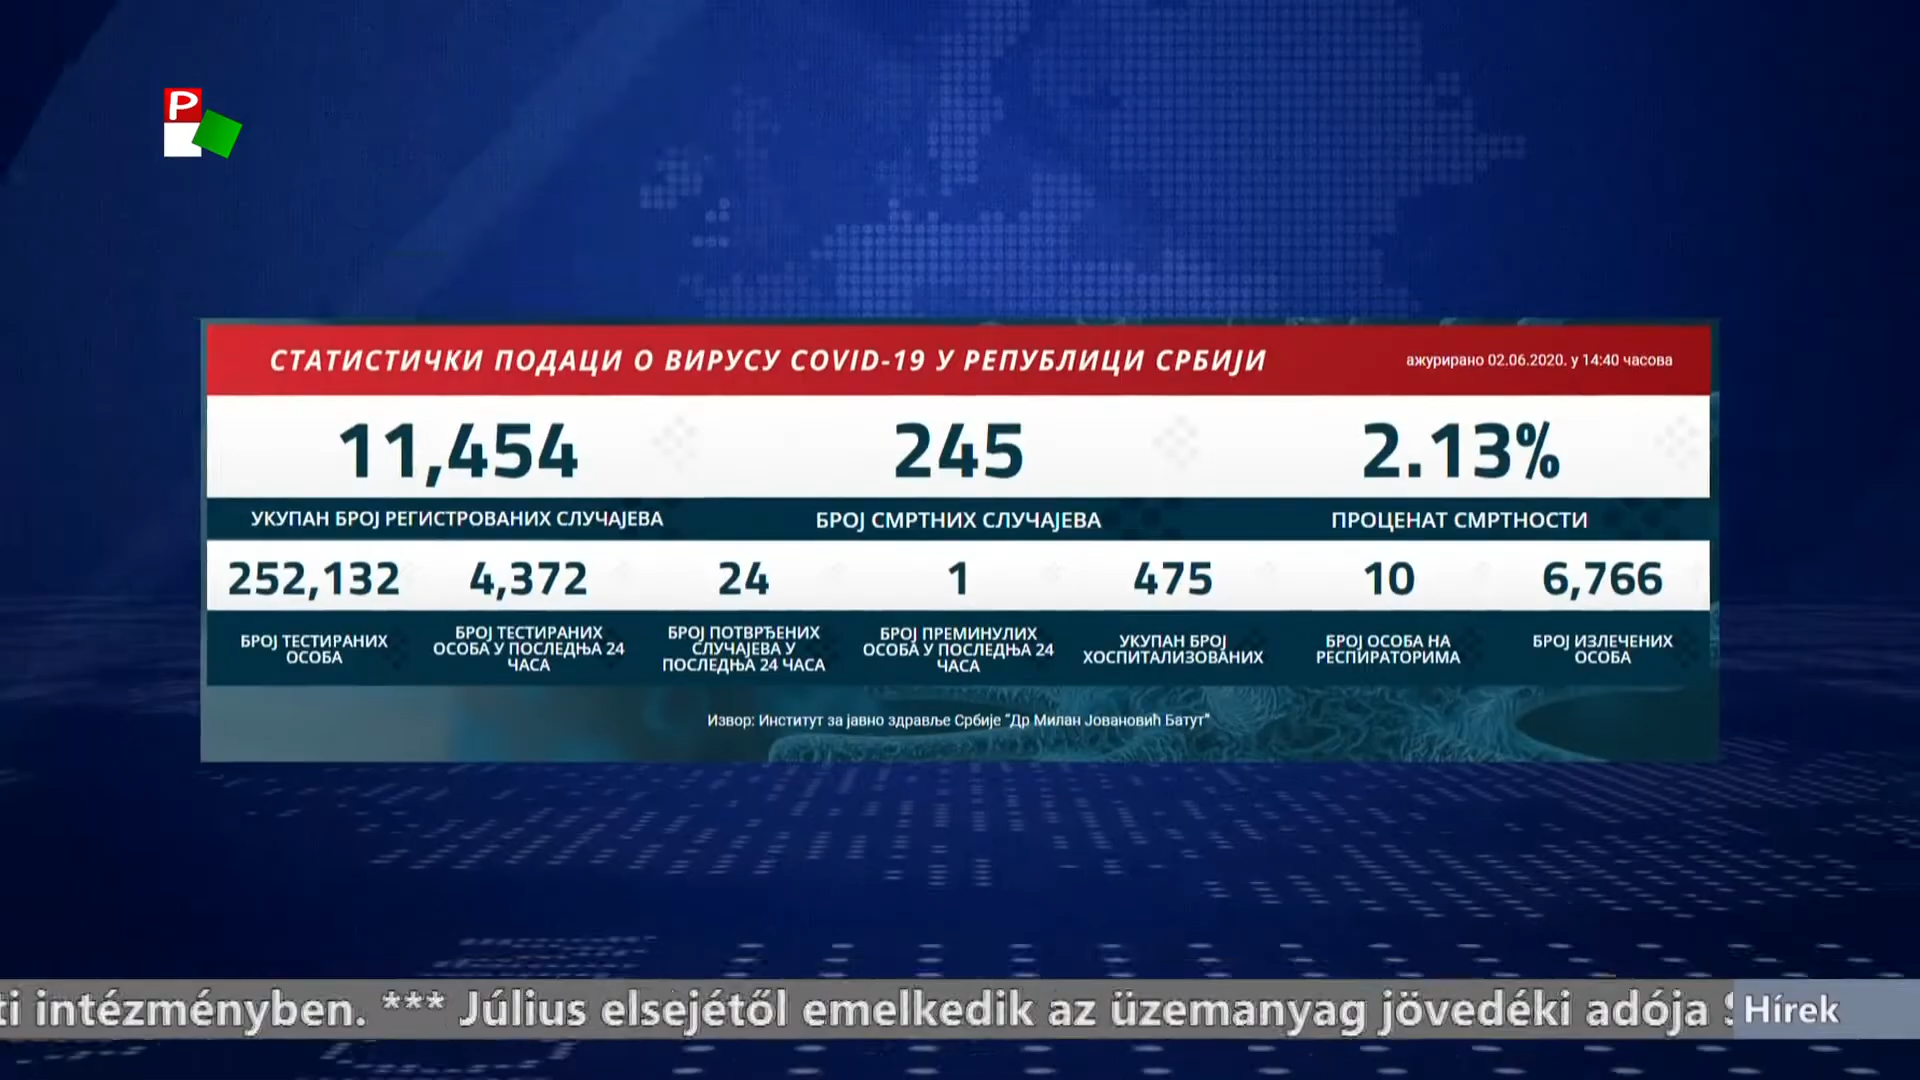 P
СТАТИСТИЧКИ ПОДАЦИ О ВИРУСУ COVID-19 У РЕПУБЛИЦИ СРБИЈИ
ажурирано 02.06.2020. у 14:40 часова
11,454
245
2.13%
УКУПАН БРОЈ РЕГИСТРОВАНИХ СЛУЧАЈЕВА
БРОЈ СМРТНИХ СЛУЧАЈЕВА
ПРОЦЕНАТ СМРТНОСТИ
252,132
4,372
24
1
475
10
6,766
БРОЈ ТЕСТИРАНИХ
ОСОБА
БРОЈ ТЕСТИРАНИХ
ОСОБА У ПОСЛЕДЊА 24
ЧАСА
БРОЈ ПОТВРЂЕНИХ
СЛУЧАЈЕВА У
ПОСЛЕДЊА 24 ЧАСА
БРОЈ ПРЕМИНУЛИХ
ОСОБА У ПОСЛЕДЊА 24
ЧАСА
УКУПАН БРОЈ
ХОСПИТАЛИЗОВАНИХ
БРОЈ ОСОБА НА
РЕСПИРАТОРИМА
БРОЈ ИЗЛЕЧЕНИХ
ОСОБА
Извор: Институт за јавно здравље Србије "Др Милан Јовановић Батут"
ti intézményben. *** Július elsejétől emelkedik az üzemanyag jövedéki adója
Hírek